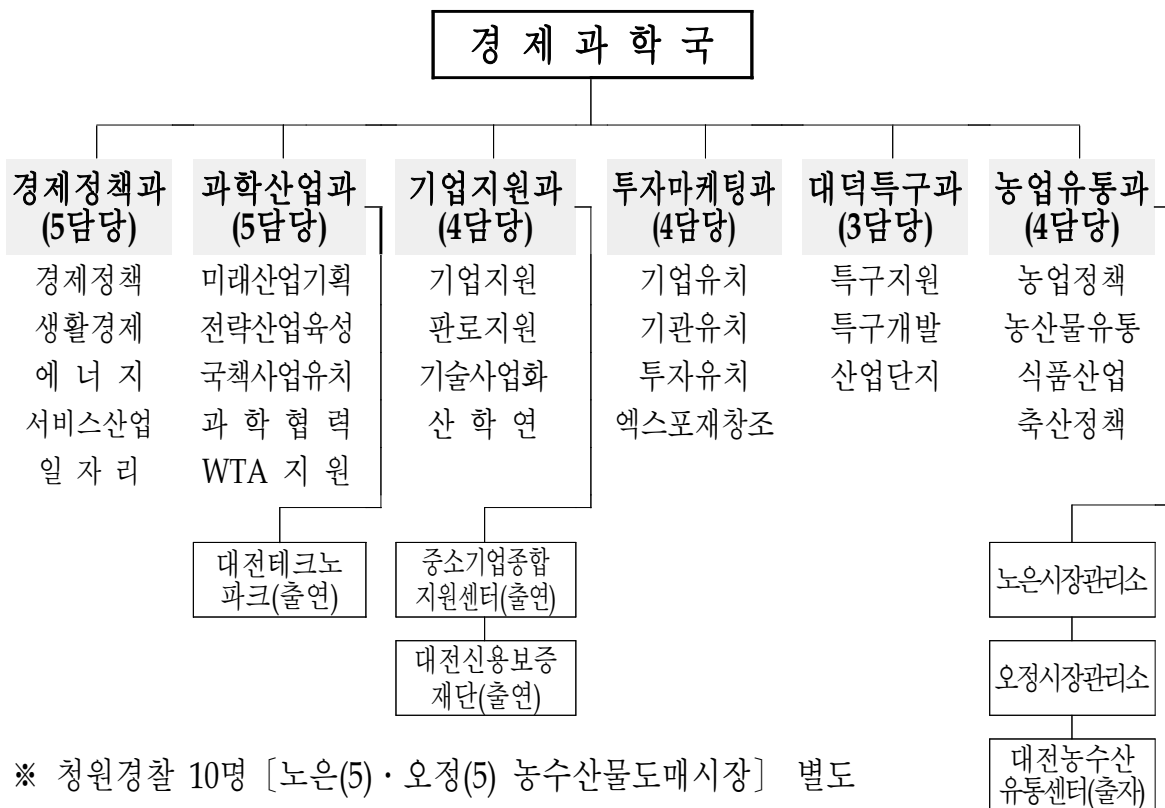 경 제 과 학 국
경제정책과
(5담당)
경제정책
생활경제
에 너 지
서비스산업
일 자 리
과학산업과
(5담당)
미래산업기획
전략산업육성
국책사업유치
과 학 협 력
WTA 지 원
대전테크노
파크(출연)
기업지원과
(4담당)
기업지원
판로지원
기술사업화
산 학 연
중소기업종합
지원센터(출연)
대전신용보증
재단(출연)
투자마케팅과
(4담당)
기업유치
기관유치
투자유치
엑스포재창조
대덕특구과
(3담당)
특구지원
특구개발
산업단지
농업유통과
(4담당)
농업정책
농산물유통
식품산업
축산정책
노은시장관리소
오정시장관리소
대전농수산
유통센터(출자)
※ 청원경찰 10명 [노은(5)·오정(5) 농수산물도매시장] 별도